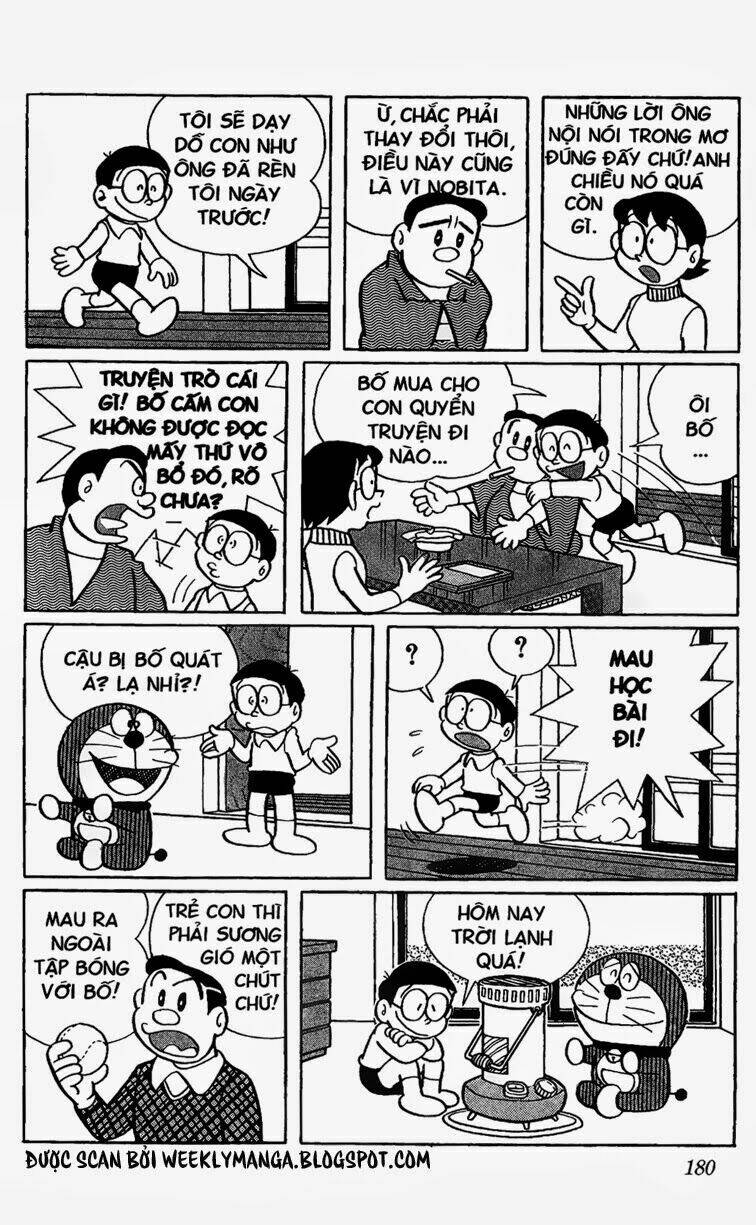 NHỮNG LỜI ÔNG
NỘI NÓI TRONG MƠ
ĐÚNG ĐẤY CHỨ! ANH
CHIỀU NÓ QUÁ
CÒN
GÌ.
Ừ, CHẮC PHẢI
THAY ĐỔI THÔI,
ĐIỀU NÀY CŨNG
LÀ VÌ NOBITA.
TÔI SẼ DẠY
DỖ CON NHƯ
ÔNG ĐÃ RÈN
TÔI NGÀY
TRƯỚC!
ÔI
BỐ
...
BỐ MUA CHO
CON QUYỂN
TRUYỆN ĐI
NÀO...
TRUYỆN TRÒ CÁI
GÌ! BỐ CẤM CON
KHÔNG ĐƯỢC ĐỌC
MẤY THỨ VÔ
BỔ ĐÓ, RÕ
CHƯA?
MAU
HỌC
BÀI
ĐI!
?
?
CẬU BỊ BỐ QUÁT
Á? LẠ NHỈ?!
HÔM NAY
TRỜI LẠNH
QUÁ!
TRẺ CON THÌ
PHẢI SƯƠNG
GIÓ MỘT
CHÚT
CHỨ!
MAU RA
NGOÀI
TẬP BÓNG
VỚI BỐ!
ĐƯỢC SCAN BỞI WEEKLYMANGA.BLOGSPOT.COM
180